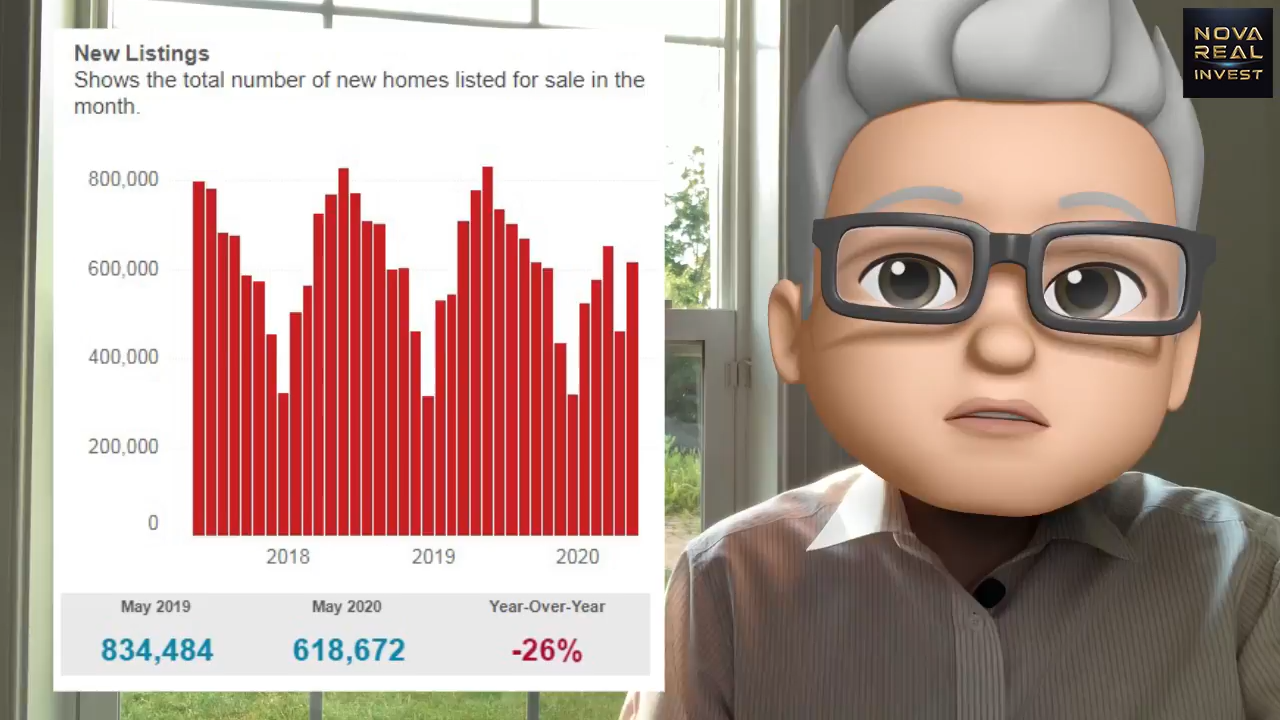 New Listings
Shows the total number of new homes listed for sale in the
month.
800,000
600,000
400,000
200,000
0
2018 2019 2020
May 2019 May 2020 Year-Over-Year
834,484 618,672 -26%
NOVA
REAL
INVEST